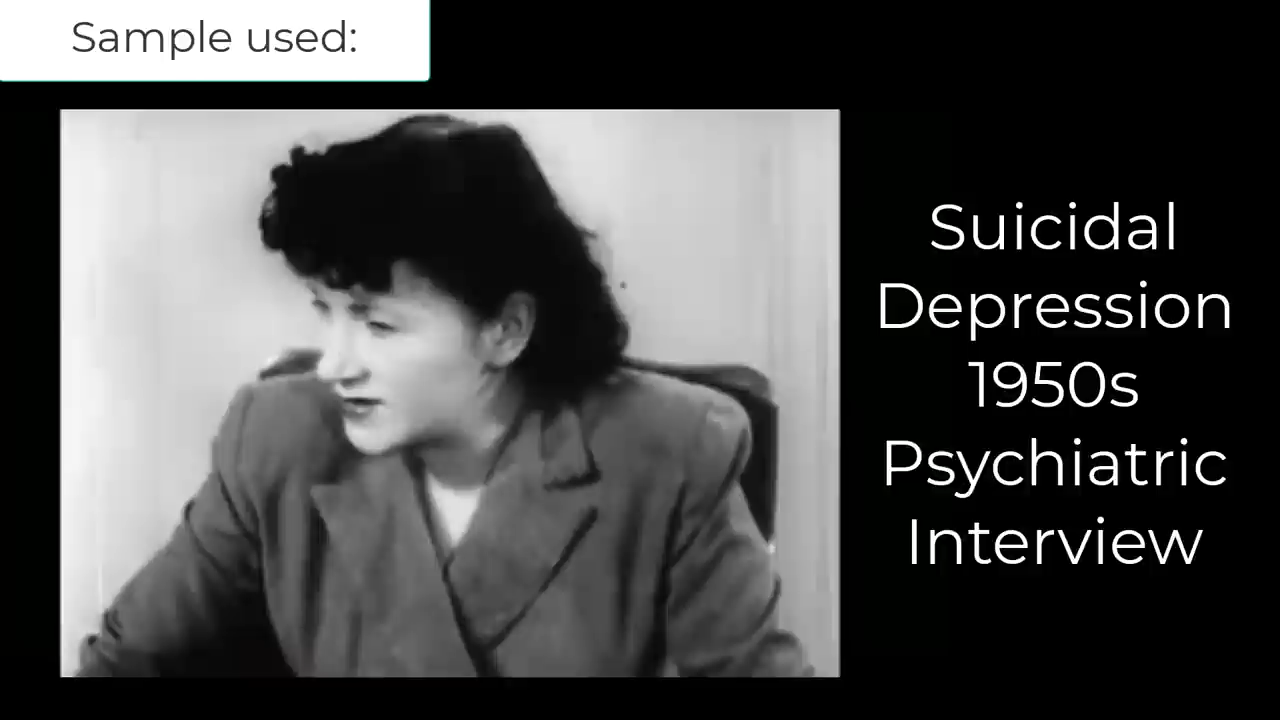 Sample used:
Suicidal
Depression
1950s
Psychiatric
Interview